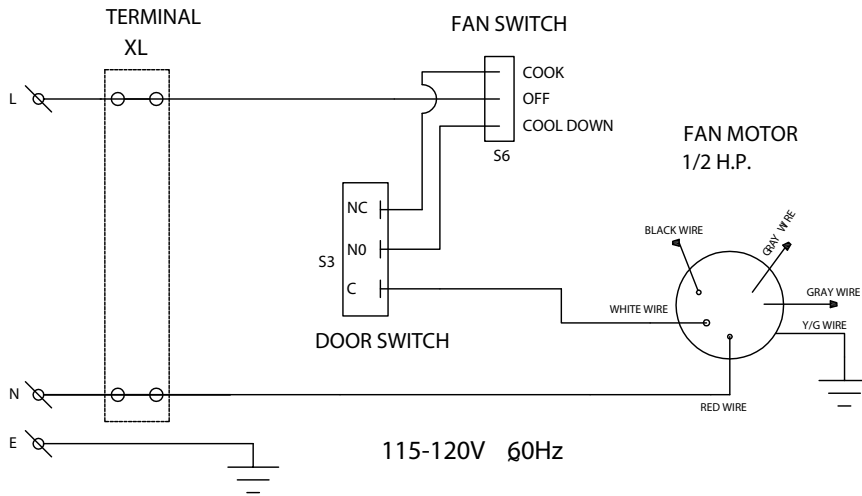 TERMINAL
XL
FAN SWITCH
L
COOK
OFF
COOL DOWN
S6
FAN MOTOR
1/2 H.P.
NC
N0
C
S3
DOOR SWITCH
BLACK WIRE
GRAY WIRE
GRAY WIRE
WHITE WIRE
Y/G WIRE
RED WIRE
N
E
115-120V 60Hz